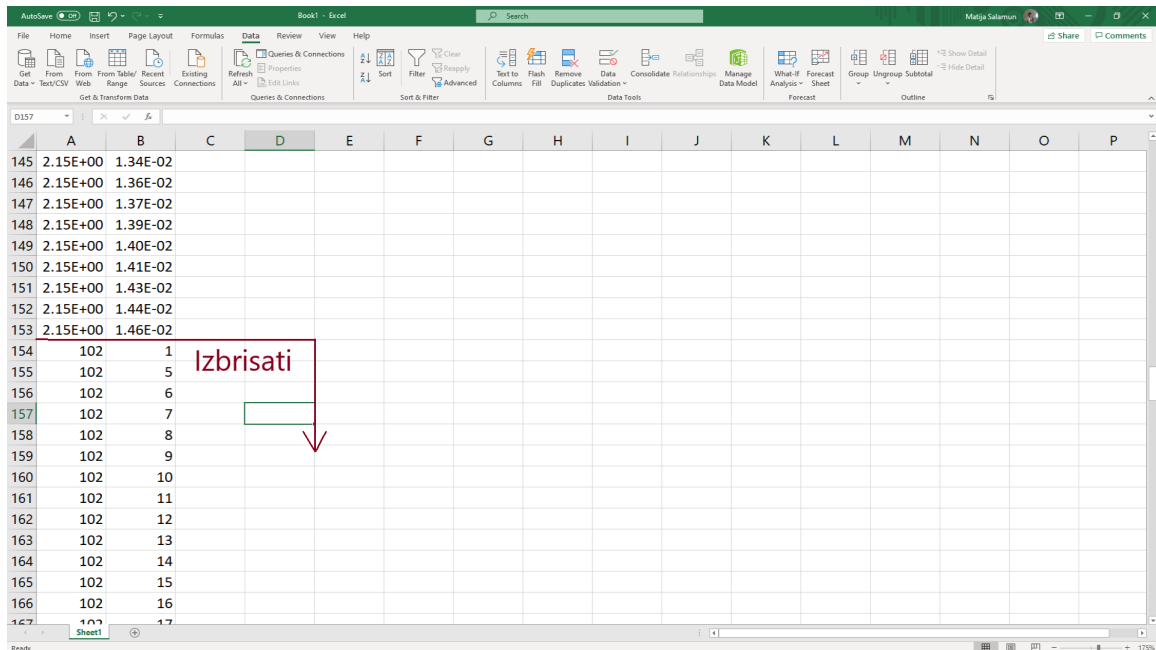 AutoSave Off Book1 - Excel Search Matija Salamun
File Home Insert Page Layout Formulas Data Review View Help Share Comments
Get Data From Text/CSV From Web From Table/ Range Recent Sources Existing Connections
Get & Transform Data
Refresh All Queries & Connections Properties Edit Links
Queries & Connections
Sort Filter Clear Reapply Advanced
Sort & Filter
Text to Columns Flash Fill Remove Duplicates Data Validation Consolidate Relationships Manage Data Model
Data Tools
What-If Analysis Forecast Sheet
Forecast
Group Ungroup Subtotal Show Detail Hide Detail
Outline
D157 fx
A B C D E F G H I J K L M N O P
145 2.15E+00 1.34E-02
146 2.15E+00 1.36E-02
147 2.15E+00 1.37E-02
148 2.15E+00 1.39E-02
149 2.15E+00 1.40E-02
150 2.15E+00 1.41E-02
151 2.15E+00 1.43E-02
152 2.15E+00 1.44E-02
153 2.15E+00 1.46E-02
154 102 1
Izbrisati
155 102 5
156 102 6
157 102 7
158 102 8
159 102 9
160 102 10
161 102 11
162 102 12
163 102 13
164 102 14
165 102 15
166 102 16
167 102 17
Sheet1
Ready 175%